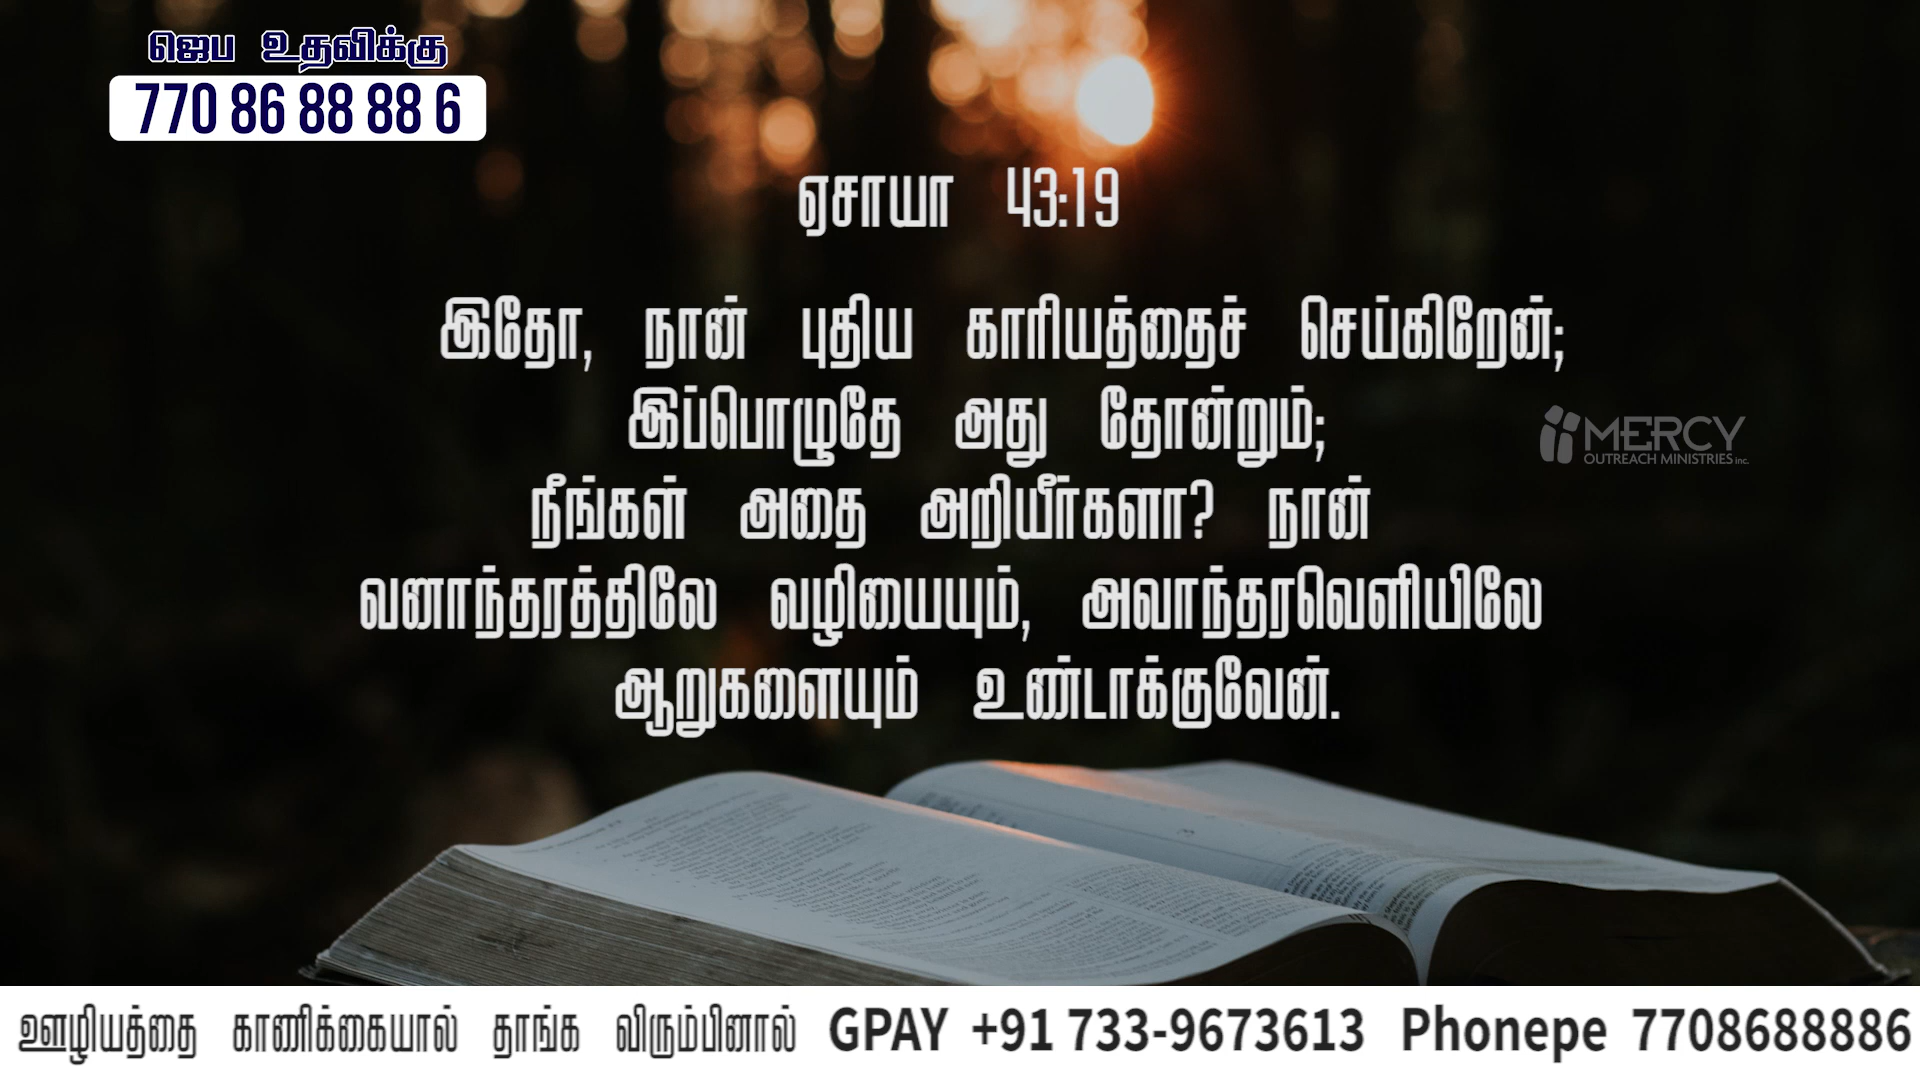 ஜெப உதவிக்கு
770 86 88 88 6
ஏசாயா 43:19
இதோ, நான் புதிய காரியத்தைச் செய்கிறேன்;
இப்பொழுதே அது தோன்றும்;
நீங்கள் அதை அறியீர்களா? நான்
வனாந்தரத்திலே வழியையும், அவாந்தரவெளியிலே
ஆறுகளையும் உண்டாக்குவேன்.
MERCY
OUTREACH MINISTRIES inc.
ஊழியத்தை காணிக்கையால் தாங்க விரும்பினால் GPAY +91 733-9673613 Phonepe 7708688886